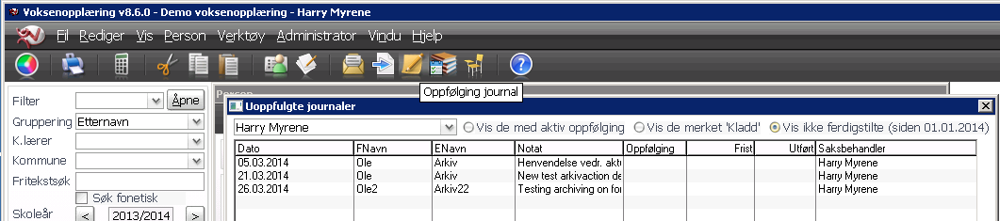 Voksenopplæring v8.6.0 - Demo voksenopplæring - Harry Myrene
Fil Rediger Vis Person Verktøy Administrator Vindu Hjelp
Oppfølging journal
Filter Åpne
Gruppering Etternavn
K.lærer
Kommune
Fritekstsøk
Søk fonetisk
Skoleår < 2013/2014 >
Person
Uoppfulgte journaler
Harry Myrene Vis de med aktiv oppfølging Vis de merket 'Kladd' Vis ikke ferdigstilte (siden 01.01.2014)
Dato FNavn ENavn Notat Oppfølging Frist Utført Saksbehandler
05.03.2014 Ole Arkiv Henvendelse vedr. akt Harry Myrene
21.03.2014 Ole Arkiv New test arkivaction de Harry Myrene
26.03.2014 Ole2 Arkiv22 Testing archiving on for Harry Myrene